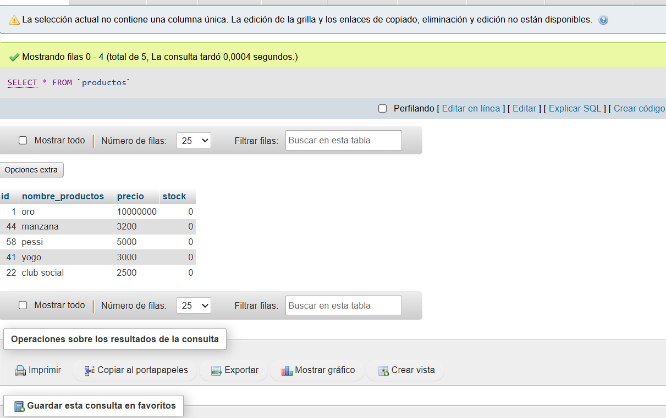 La selección actual no contiene una columna única. La edición de la grilla y los enlaces de copiado, eliminación y edición no están disponibles.
Mostrando filas 0 - 4 (total de 5, La consulta tardó 0,0004 segundos.)
SELECT * FROM `productos`
Perfilando [ Editar en línea ] [ Editar ] [ Explicar SQL ] [ Crear código
Mostrar todo | Número de filas: 25 Filtrar filas: Buscar en esta tabla
Opciones extra
id nombre_productos precio stock
1 oro 10000000 0
44 manzana 3200 0
58 pessi 5000 0
41 yogo 3000 0
22 club social 2500 0
Mostrar todo | Número de filas: 25 Filtrar filas: Buscar en esta tabla
Operaciones sobre los resultados de la consulta
Imprimir Copiar al portapapeles Exportar Mostrar gráfico Crear vista
Guardar esta consulta en favoritos